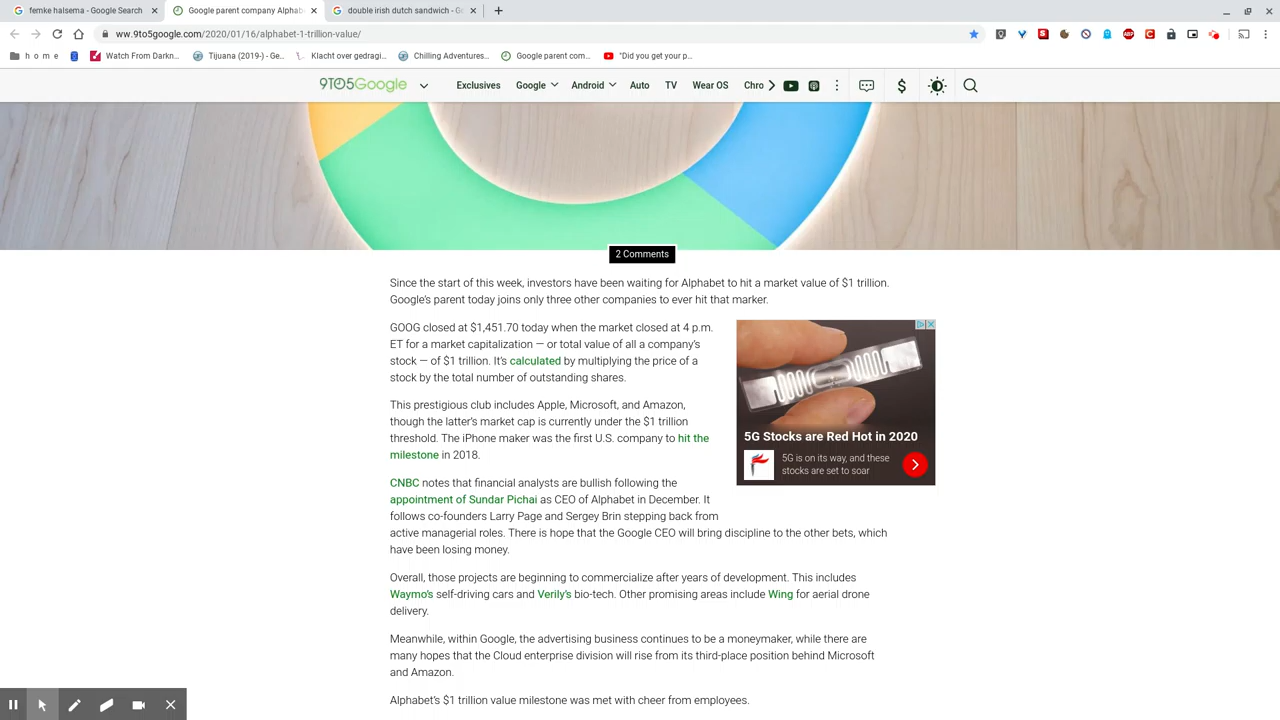 femke halsema - Google Search
Google parent company Alphab
double irish dutch sandwich - Go
ww.9to5google.com/2020/01/16/alphabet-1-trillion-value/
h o m e
Watch From Darkn...
Tijuana (2019-) - Ge...
Klacht over gedragi...
Chilling Adventures...
Google parent com...
"Did you get your p...
9TO5Google
Exclusives
Google
Android
Auto
TV
Wear OS
Chro
2 Comments
Since the start of this week, investors have been waiting for Alphabet to hit a market value of $1 trillion.
Google's parent today joins only three other companies to ever hit that marker.
GOOG closed at $1,451.70 today when the market closed at 4 p.m.
ET for a market capitalization — or total value of all a company's
stock — of $1 trillion. It's calculated by multiplying the price of a
stock by the total number of outstanding shares.
5G Stocks are Red Hot in 2020
5G is on its way, and these
stocks are set to soar
This prestigious club includes Apple, Microsoft, and Amazon,
though the latter's market cap is currently under the $1 trillion
threshold. The iPhone maker was the first U.S. company to hit the
milestone in 2018.
CNBC notes that financial analysts are bullish following the
appointment of Sundar Pichai as CEO of Alphabet in December. It
follows co-founders Larry Page and Sergey Brin stepping back from
active managerial roles. There is hope that the Google CEO will bring discipline to the other bets, which
have been losing money.
Overall, those projects are beginning to commercialize after years of development. This includes
Waymo's self-driving cars and Verily's bio-tech. Other promising areas include Wing for aerial drone
delivery.
Meanwhile, within Google, the advertising business continues to be a moneymaker, while there are
many hopes that the Cloud enterprise division will rise from its third-place position behind Microsoft
and Amazon.
Alphabet's $1 trillion value milestone was met with cheer from employees.